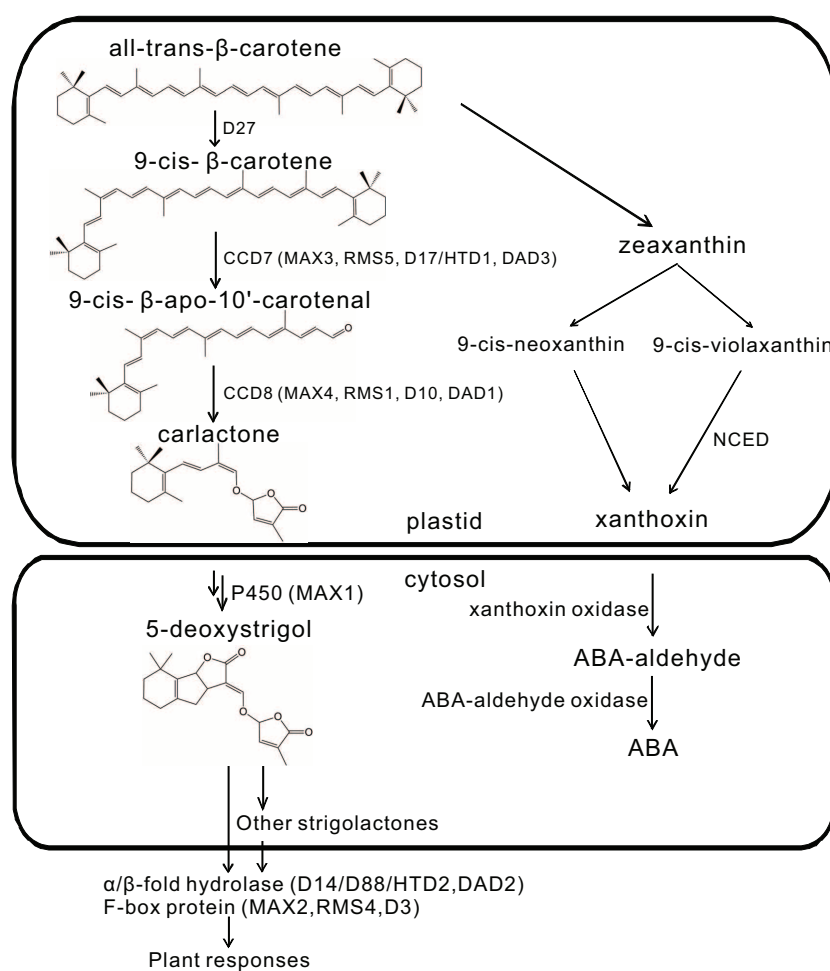 all-trans-β-carotene
D27
9-cis- β-carotene
CCD7 (MAX3, RMS5, D17/HTD1, DAD3)
9-cis- β-apo-10'-carotenal
O
CCD8 (MAX4, RMS1, D10, DAD1)
carlactone
O
O
O
plastid
zeaxanthin
9-cis-neoxanthin
9-cis-violaxanthin
NCED
xanthoxin
cytosol
P450 (MAX1)
5-deoxystrigol
O
O
O
O
O
Other strigolactones
xanthoxin oxidase
ABA-aldehyde
ABA-aldehyde oxidase
ABA
α/β-fold hydrolase (D14/D88/HTD2,DAD2)
F-box protein (MAX2,RMS4,D3)
Plant responses